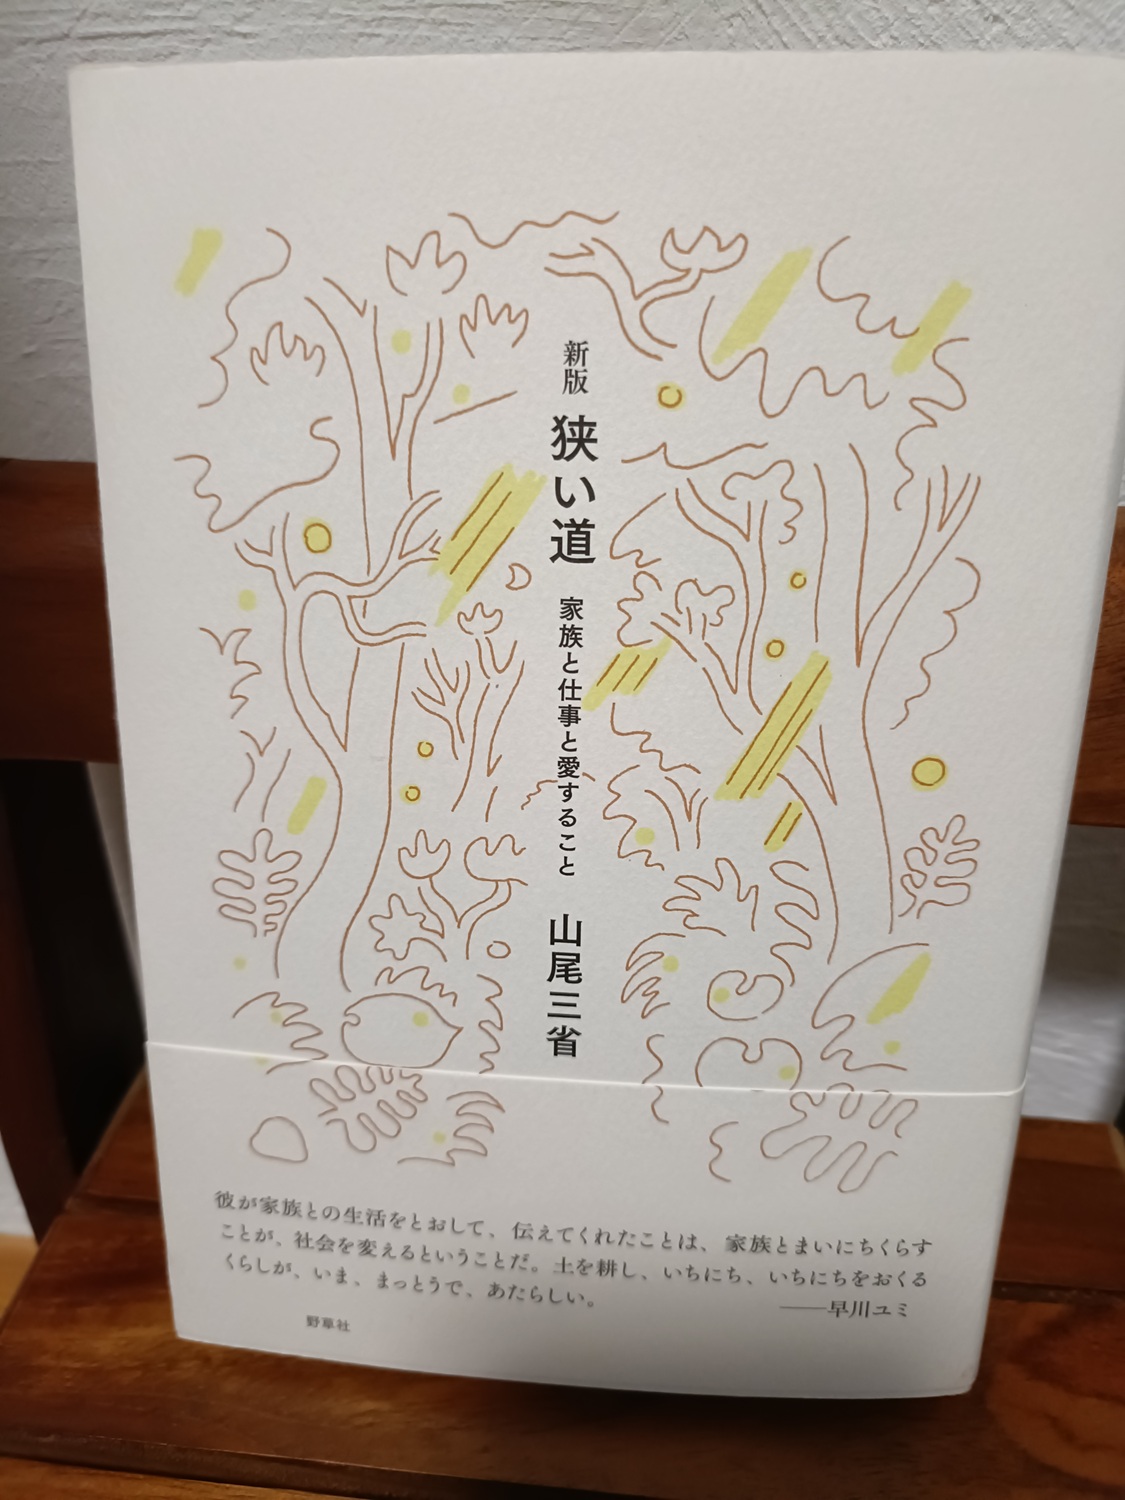 新版
狭い道
家族と仕事と愛すること
山尾三省
彼が家族との生活をとおして、伝えてくれたことは、家族とまいにちくらす
ことが、社会を変えるということだ。土を耕し、いちにち、いちにちをおくる
くらしが、いま、まっとうで、あたらしい。
──早川ユミ
野草社